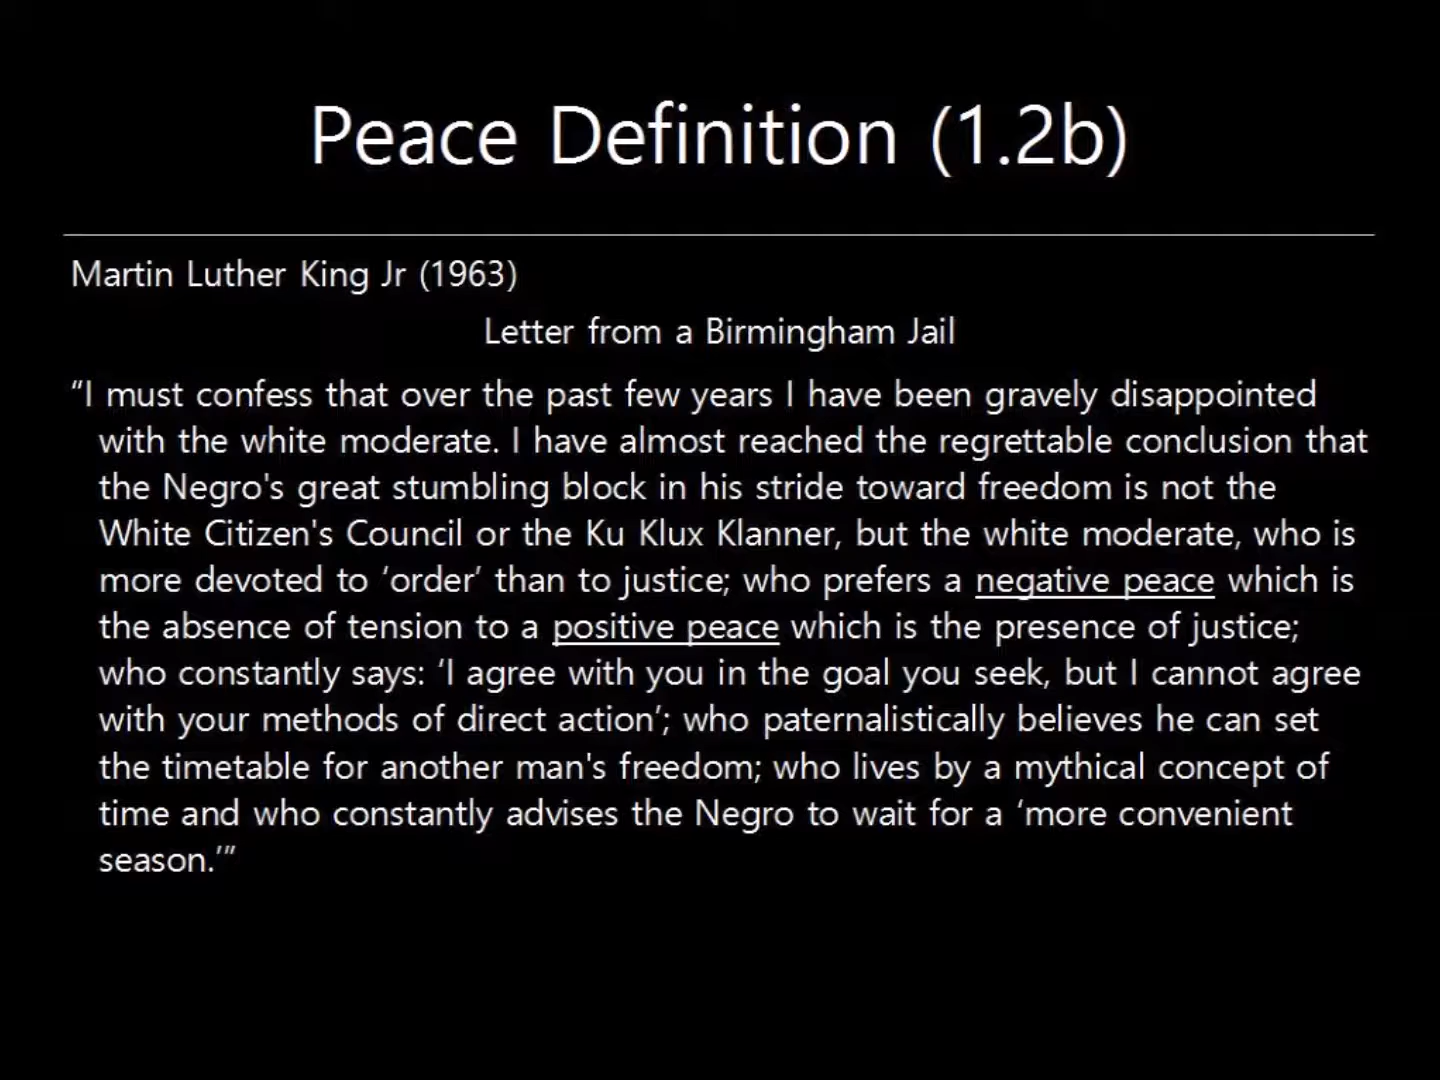 Peace Definition (1.2b)
Martin Luther King Jr (1963)
Letter from a Birmingham Jail
“I must confess that over the past few years I have been gravely disappointed
with the white moderate. I have almost reached the regrettable conclusion that
the Negro's great stumbling block in his stride toward freedom is not the
White Citizen's Council or the Ku Klux Klanner, but the white moderate, who is
more devoted to ‘order’ than to justice; who prefers a negative peace which is
the absence of tension to a positive peace which is the presence of justice;
who constantly says: ‘I agree with you in the goal you seek, but I cannot agree
with your methods of direct action’; who paternalistically believes he can set
the timetable for another man's freedom; who lives by a mythical concept of
time and who constantly advises the Negro to wait for a ‘more convenient
season.’”